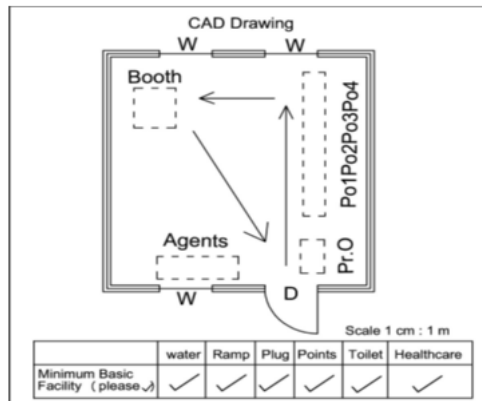 CAD Drawing
W W
Booth
Po1Po2Po3Po4
Agents
Pr.O
W
D
Scale 1 cm : 1 m
water Ramp Plug Points Toilet Healthcare
Minimum Basic
Facility ( please ✓) ✓ ✓ ✓ ✓ ✓ ✓